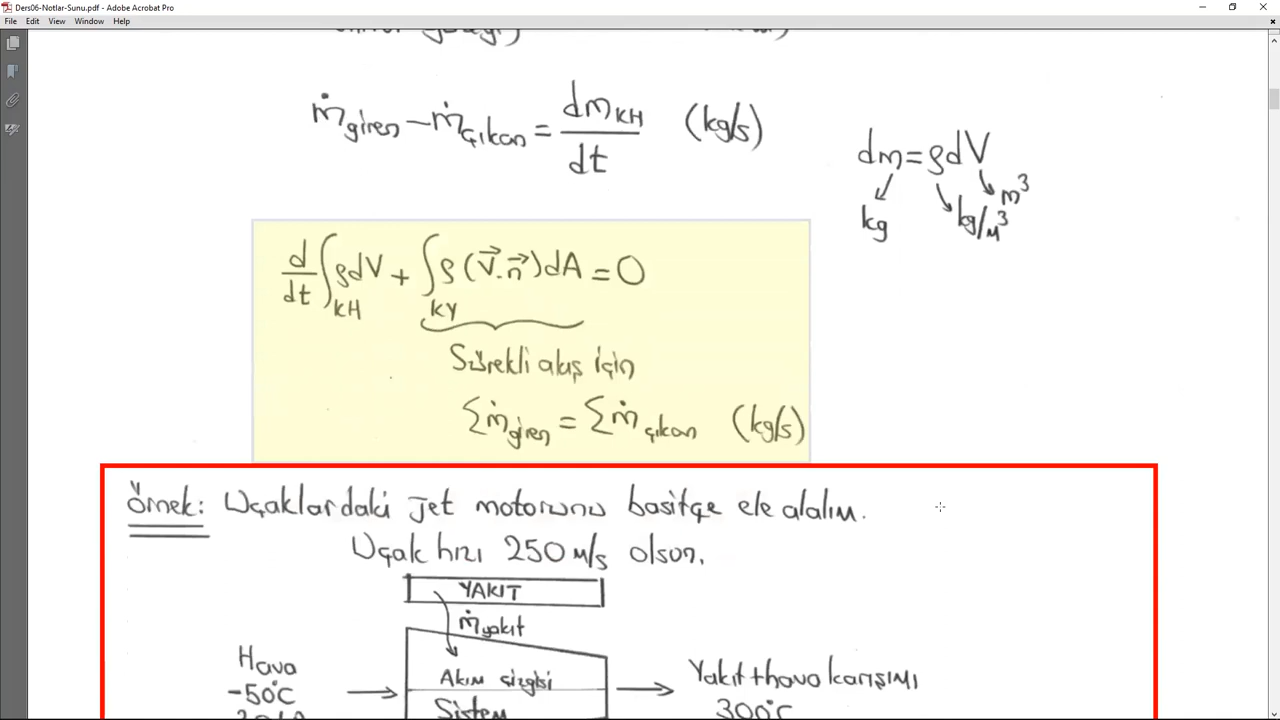 Ders06-Notlar-Sunu.pdf - Adobe Acrobat Pro
File Edit View Window Help
ṁgiren − ṁçıkan = dmKH/dt (kg/s)
dm = ρdV
kg kg/m³ m³
d/dt ∫KH ρdV + ∫KY ρ(V⃗.n⃗)dA = 0
Sürekli akış için
Σṁgiren = Σṁçıkan (kg/s)
Örnek: Uçaklardaki jet motorunu basitçe ele alalım.
Uçak hızı 250 m/s olsun.
YAKIT
ṁyakıt
Hava
-50°C
Akım çizgisi
Sistem
Yakıt+hava karışımı
300°C